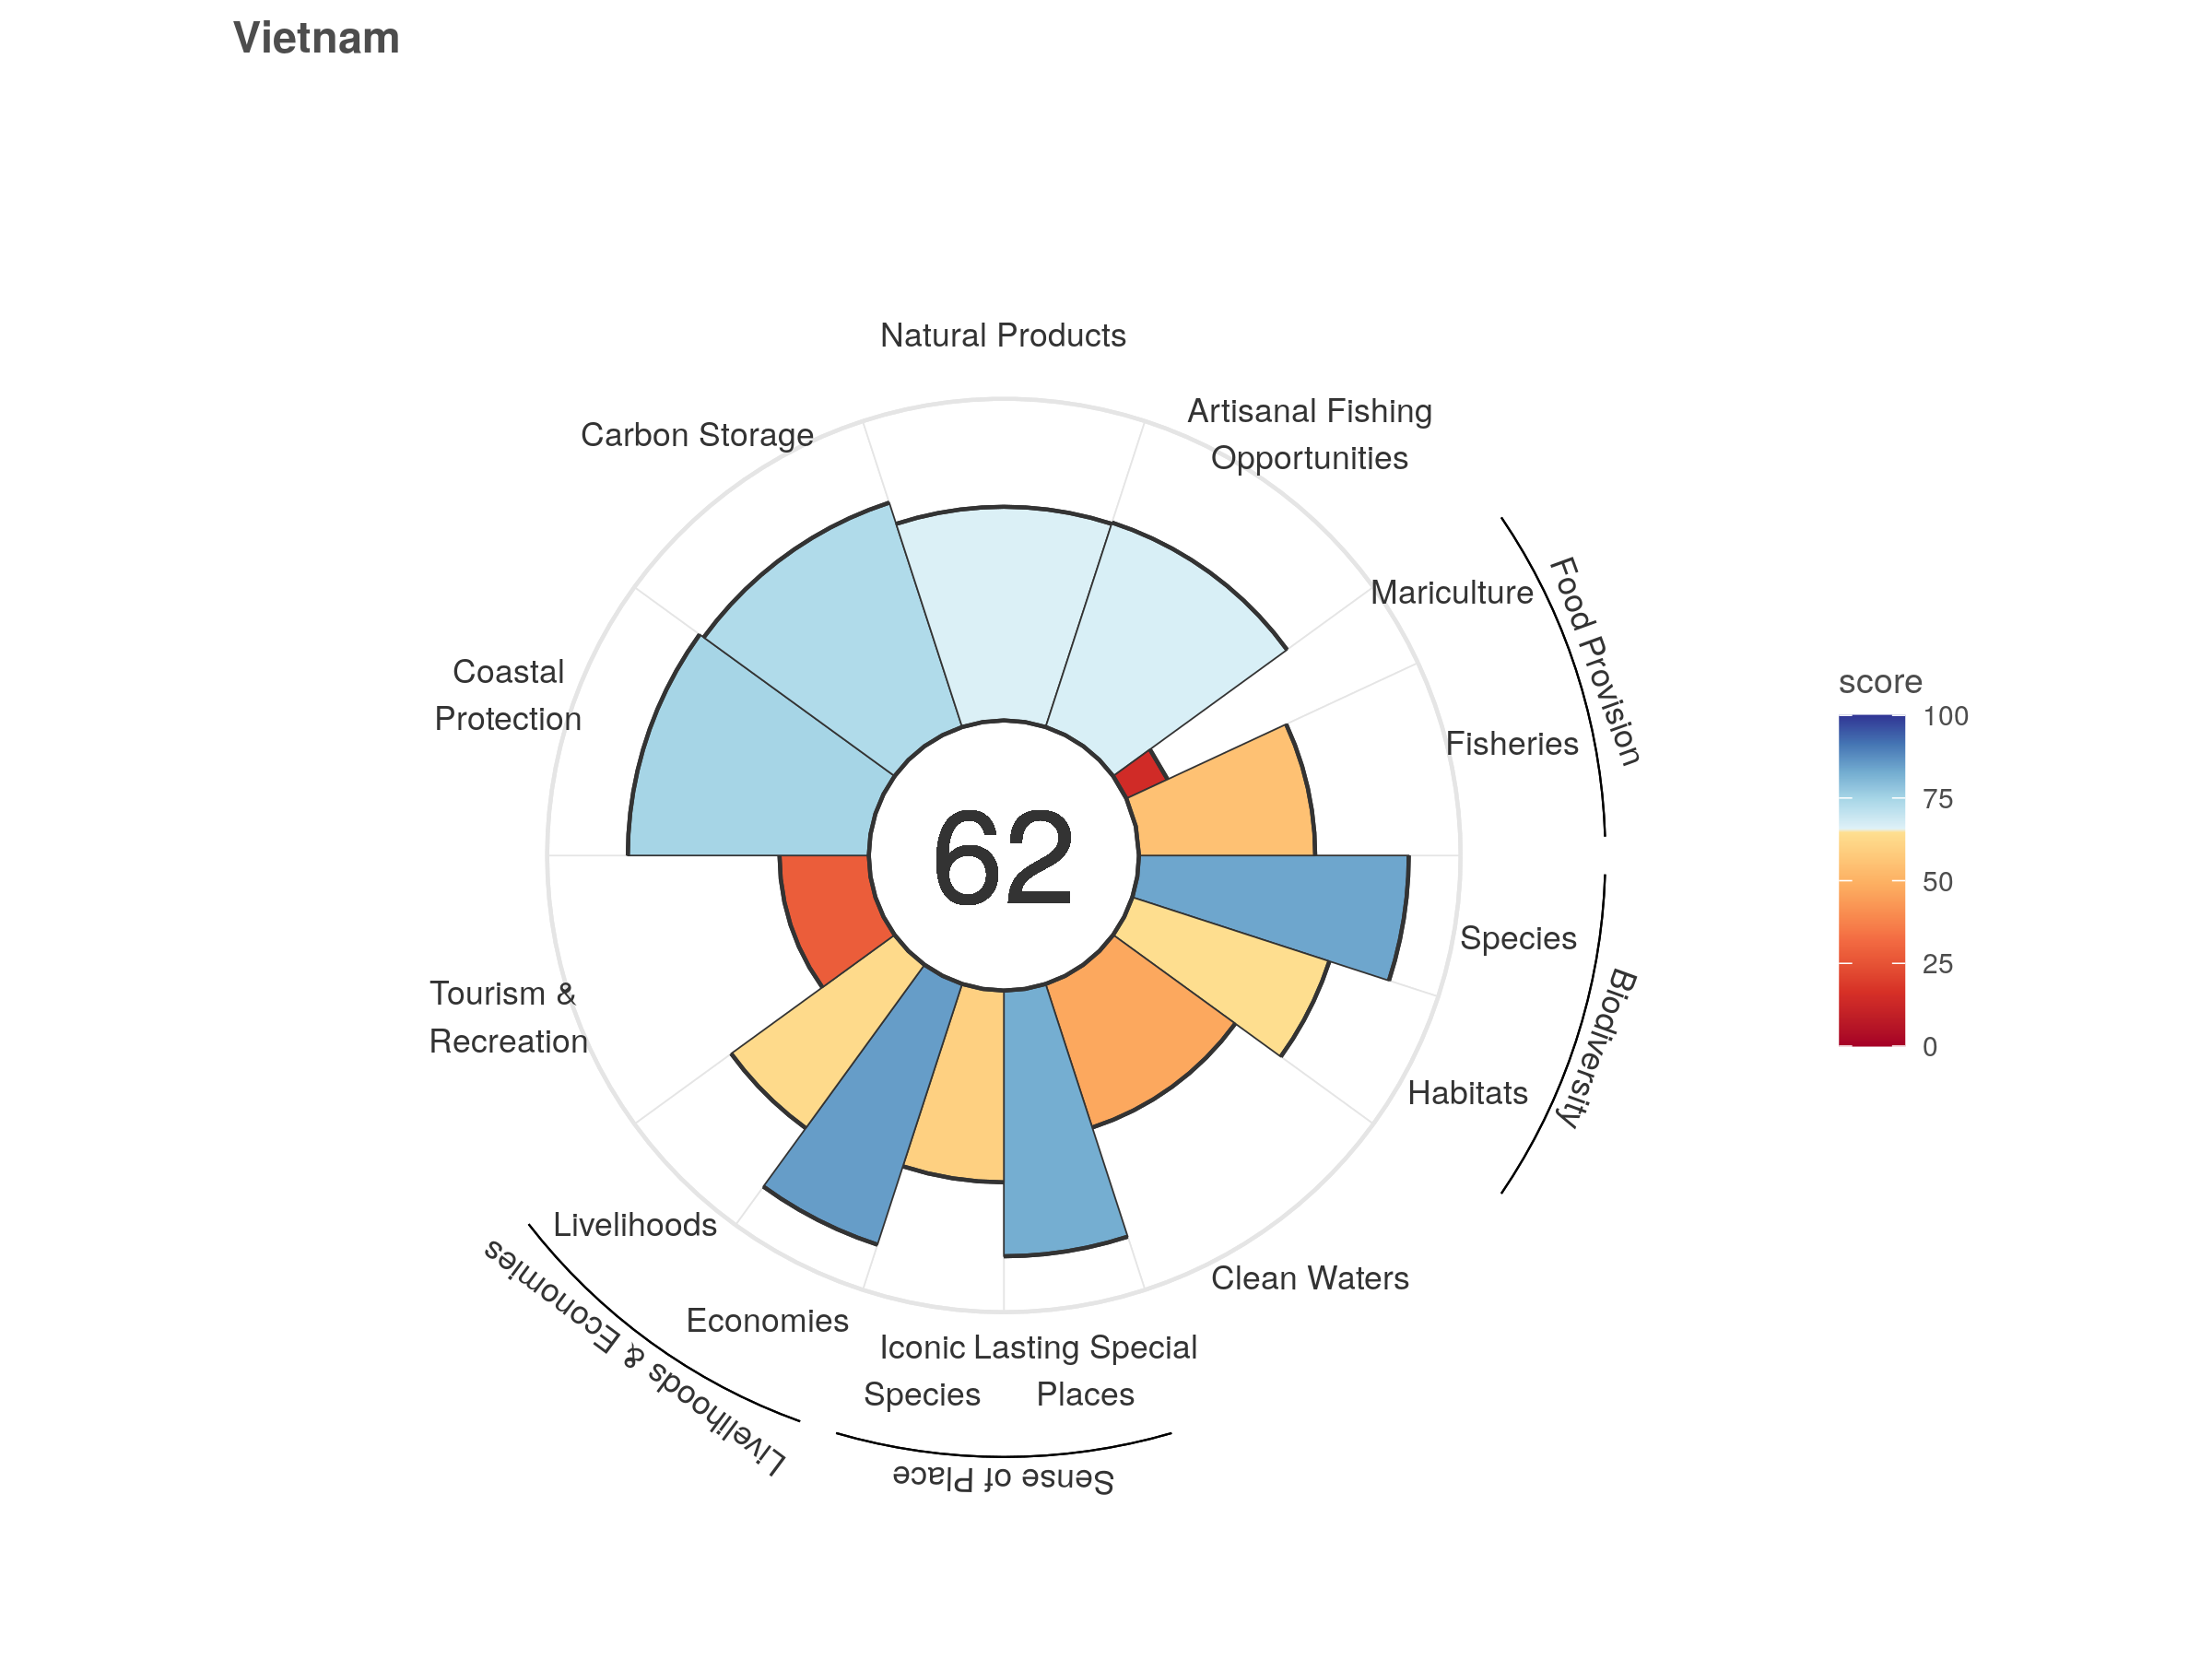 Vietnam
Natural Products
Artisanal Fishing
Opportunities
Carbon Storage
Mariculture
Food Provision
Fisheries
Coastal
Protection
score
100
75
50
25
0
62
Species
Biodiversity
Habitats
Tourism &
Recreation
Livelihoods
Livelihoods & Economies
Economies
Clean Waters
Iconic
Species
Lasting Special
Places
Sense of Place